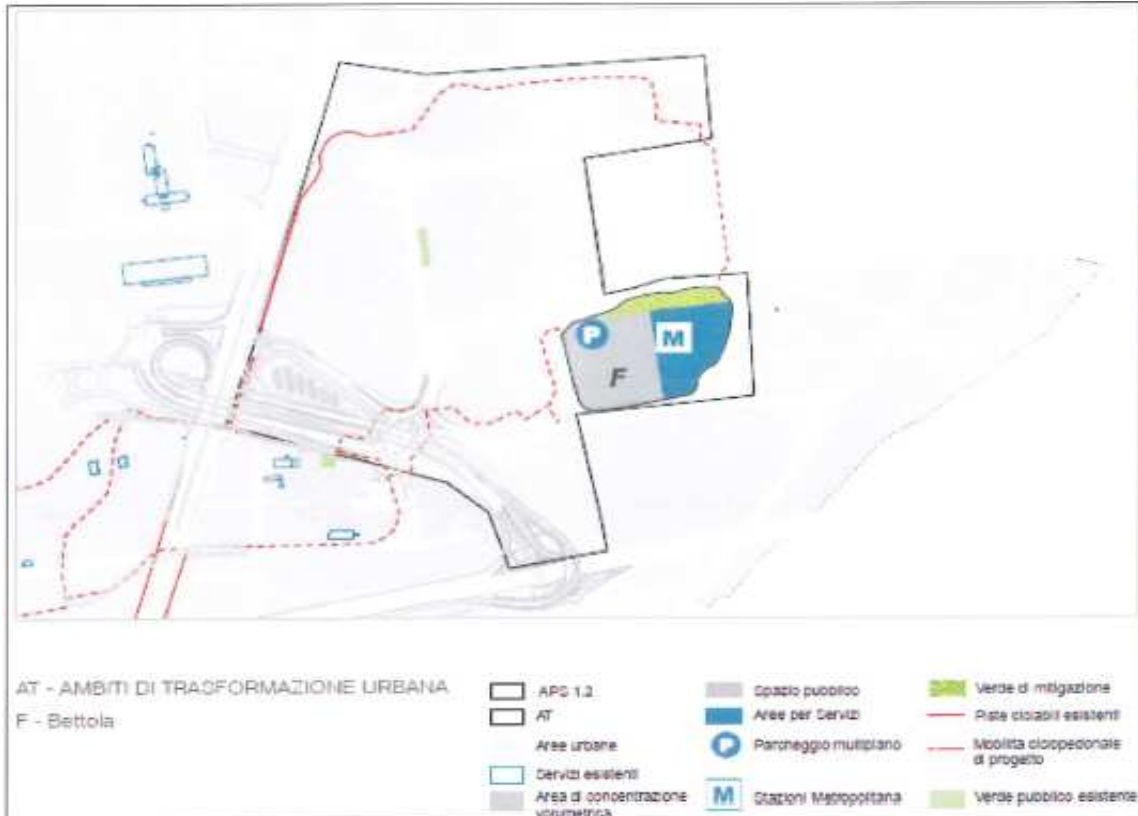 P
M
F
AT - AMBITI DI TRASFORMAZIONE URBANA
F - Bettola
APS 1.2
AT
Aree urbane
Servizi esistenti
Area di concentrazione
volumetrica
Spazio pubblico
Aree per Servizi
P Parcheggio multipiano
M Stazioni Metropolitana
Verde di mitigazione
Piste ciclabili esistenti
Mobilità ciclopedonale
di progetto
Verde pubblico esistente